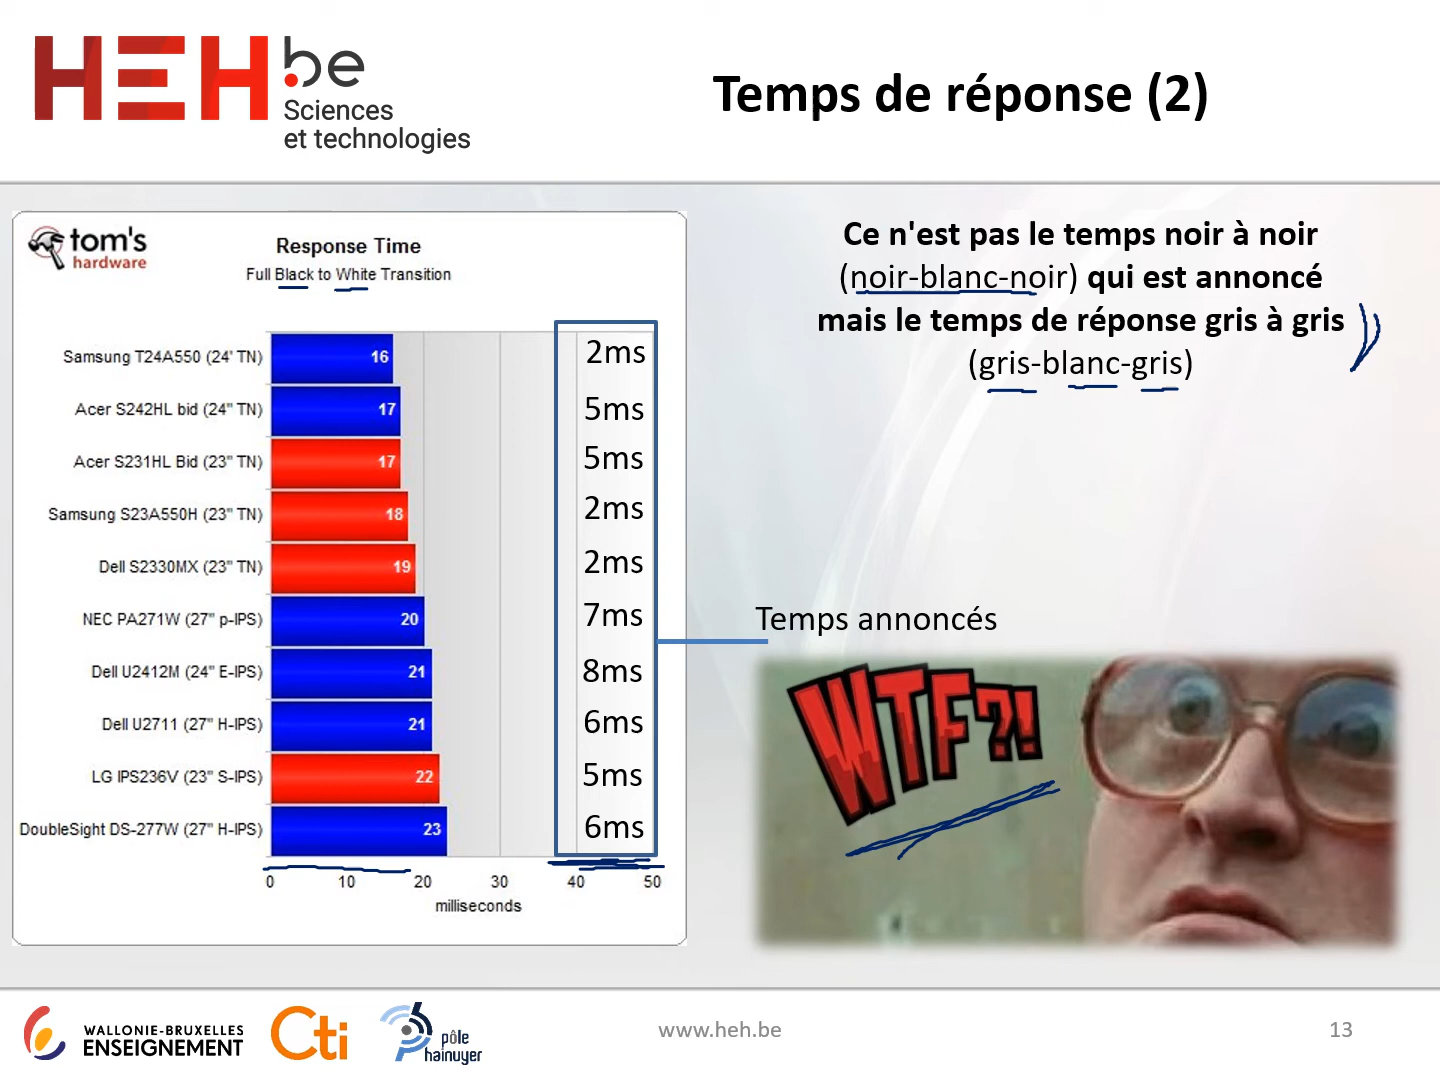 HEH.be
Sciences
et technologies
Temps de réponse (2)
tom's
hardware
Response Time
Full Black to White Transition
Samsung T24A550 (24' TN) 16 2ms
Acer S242HL bid (24" TN) 17 5ms
Acer S231HL Bid (23" TN) 17 5ms
Samsung S23A550H (23" TN) 18 2ms
Dell S2330MX (23" TN) 19 2ms
NEC PA271W (27" p-IPS) 20 7ms
Dell U2412M (24" E-IPS) 21 8ms
Dell U2711 (27" H-IPS) 21 6ms
LG IPS236V (23" S-IPS) 22 5ms
DoubleSight DS-277W (27" H-IPS) 23 6ms
0 10 20 30 40 50
milliseconds
Ce n'est pas le temps noir à noir
(noir-blanc-noir) qui est annoncé
mais le temps de réponse gris à gris
(gris-blanc-gris)
Temps annoncés
WTF?!
WALLONIE-BRUXELLES
ENSEIGNEMENT
Cti
pôle
hainuyer
www.heh.be
13